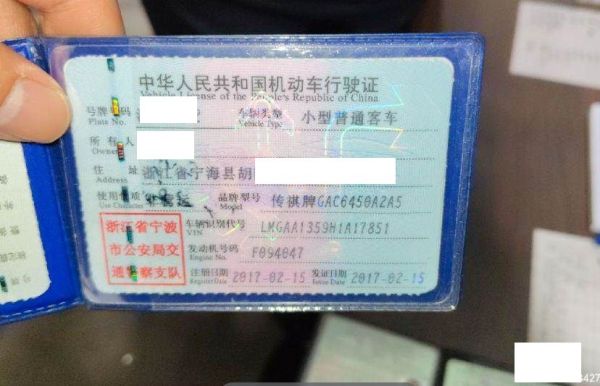 中华人民共和国机动车行驶证
Vehicle License of the People's Republic of China
号牌号码
Plate No.
车辆类型 小型普通客车
Vehicle Type
所有人
Owner
住址 浙江省宁海县胡
Address
使用性质 非营运 品牌型号 传祺牌GAC6450A2A5
Model
浙江省宁波
市公安局交
通警察支队
车辆识别代号 LMGAA1359H1A17851
VIN
发动机号码 F094047
Engine No.
注册日期 2017-02-15 发证日期 2017-02-15
Register Date Issue Date
3427